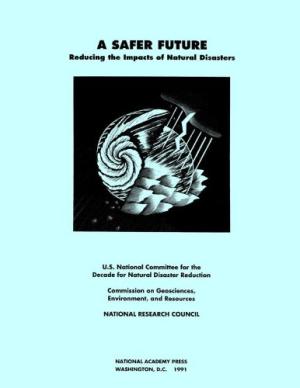 A SAFER FUTURE
Reducing the Impacts of Natural Disasters
U.S. National Committee for the
Decade for Natural Disaster Reduction
Commission on Geosciences,
Environment, and Resources
NATIONAL RESEARCH COUNCIL
NATIONAL ACADEMY PRESS
WASHINGTON, D.C. 1991